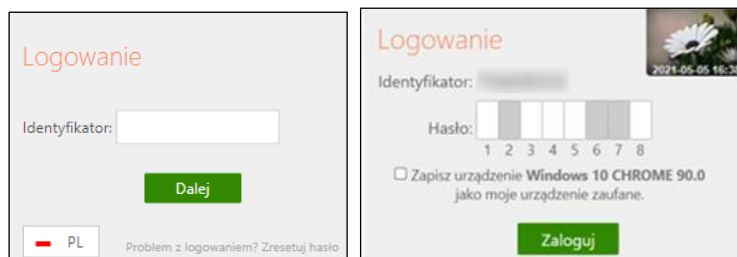 Logowanie
Identyfikator:
Dalej
PL
Problem z logowaniem? Zresetuj hasło
Logowanie
2021-05-05 16:38
Identyfikator:
Hasło:
1 2 3 4 5 6 7 8
Zapisz urządzenie Windows 10 CHROME 90.0
jako moje urządzenie zaufane.
Zaloguj